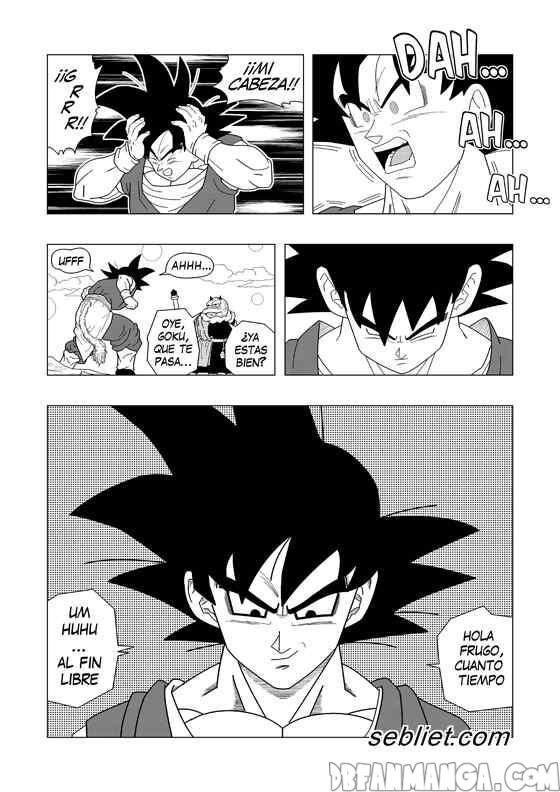 ¡¡G
R
R
R!!
¡¡MI
CABEZA!!
DAH...
AH...
AH...
UFFF
AHHH...
OYE,
GOKU,
QUE TE
PASA...
¿YA
ESTAS
BIEN?
UM
HUHU
...
AL FIN
LIBRE
HOLA
FRUGO,
CUANTO
TIEMPO
sebliet.com
DBFANMANGA.COM